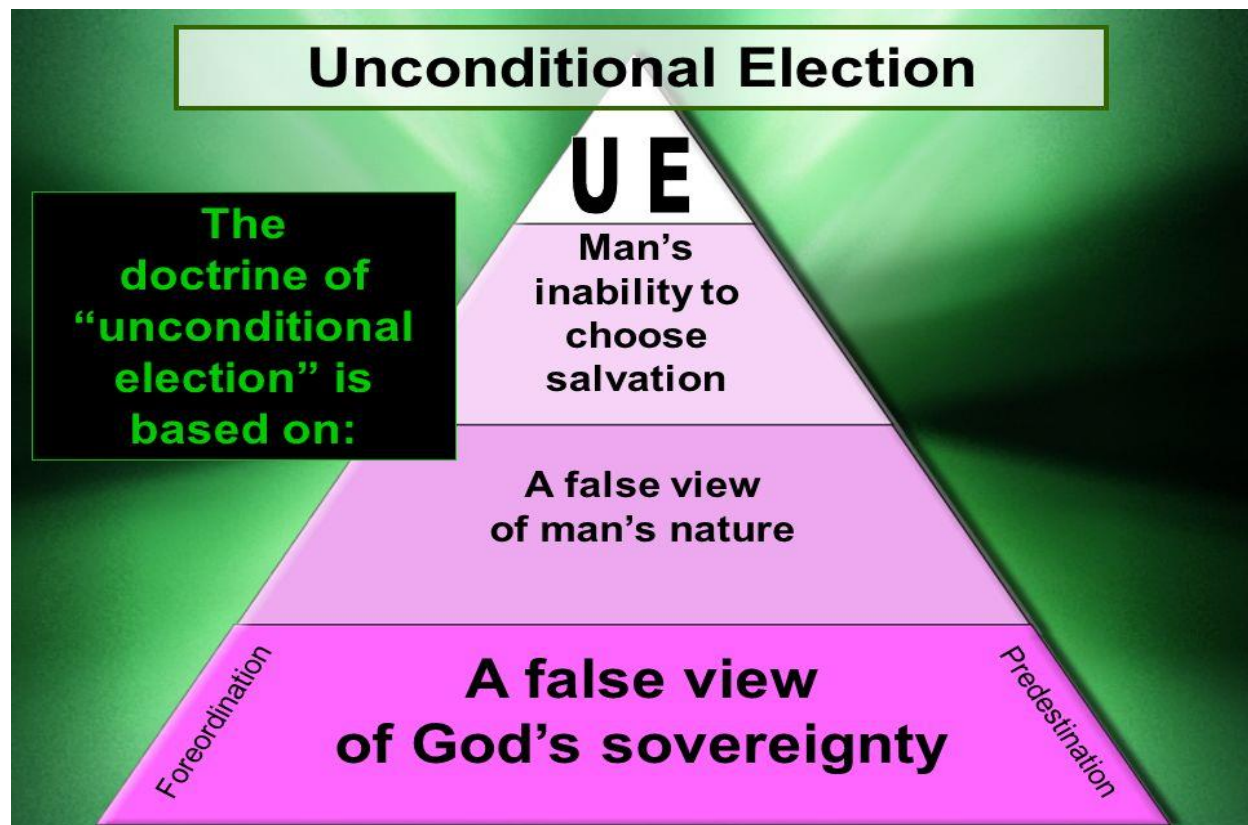 Unconditional Election
The
doctrine of
“unconditional
election” is
based on:
U E
Man’s
inability to
choose
salvation
A false view
of man’s nature
Foreordination
A false view
of God’s sovereignty
Predestination